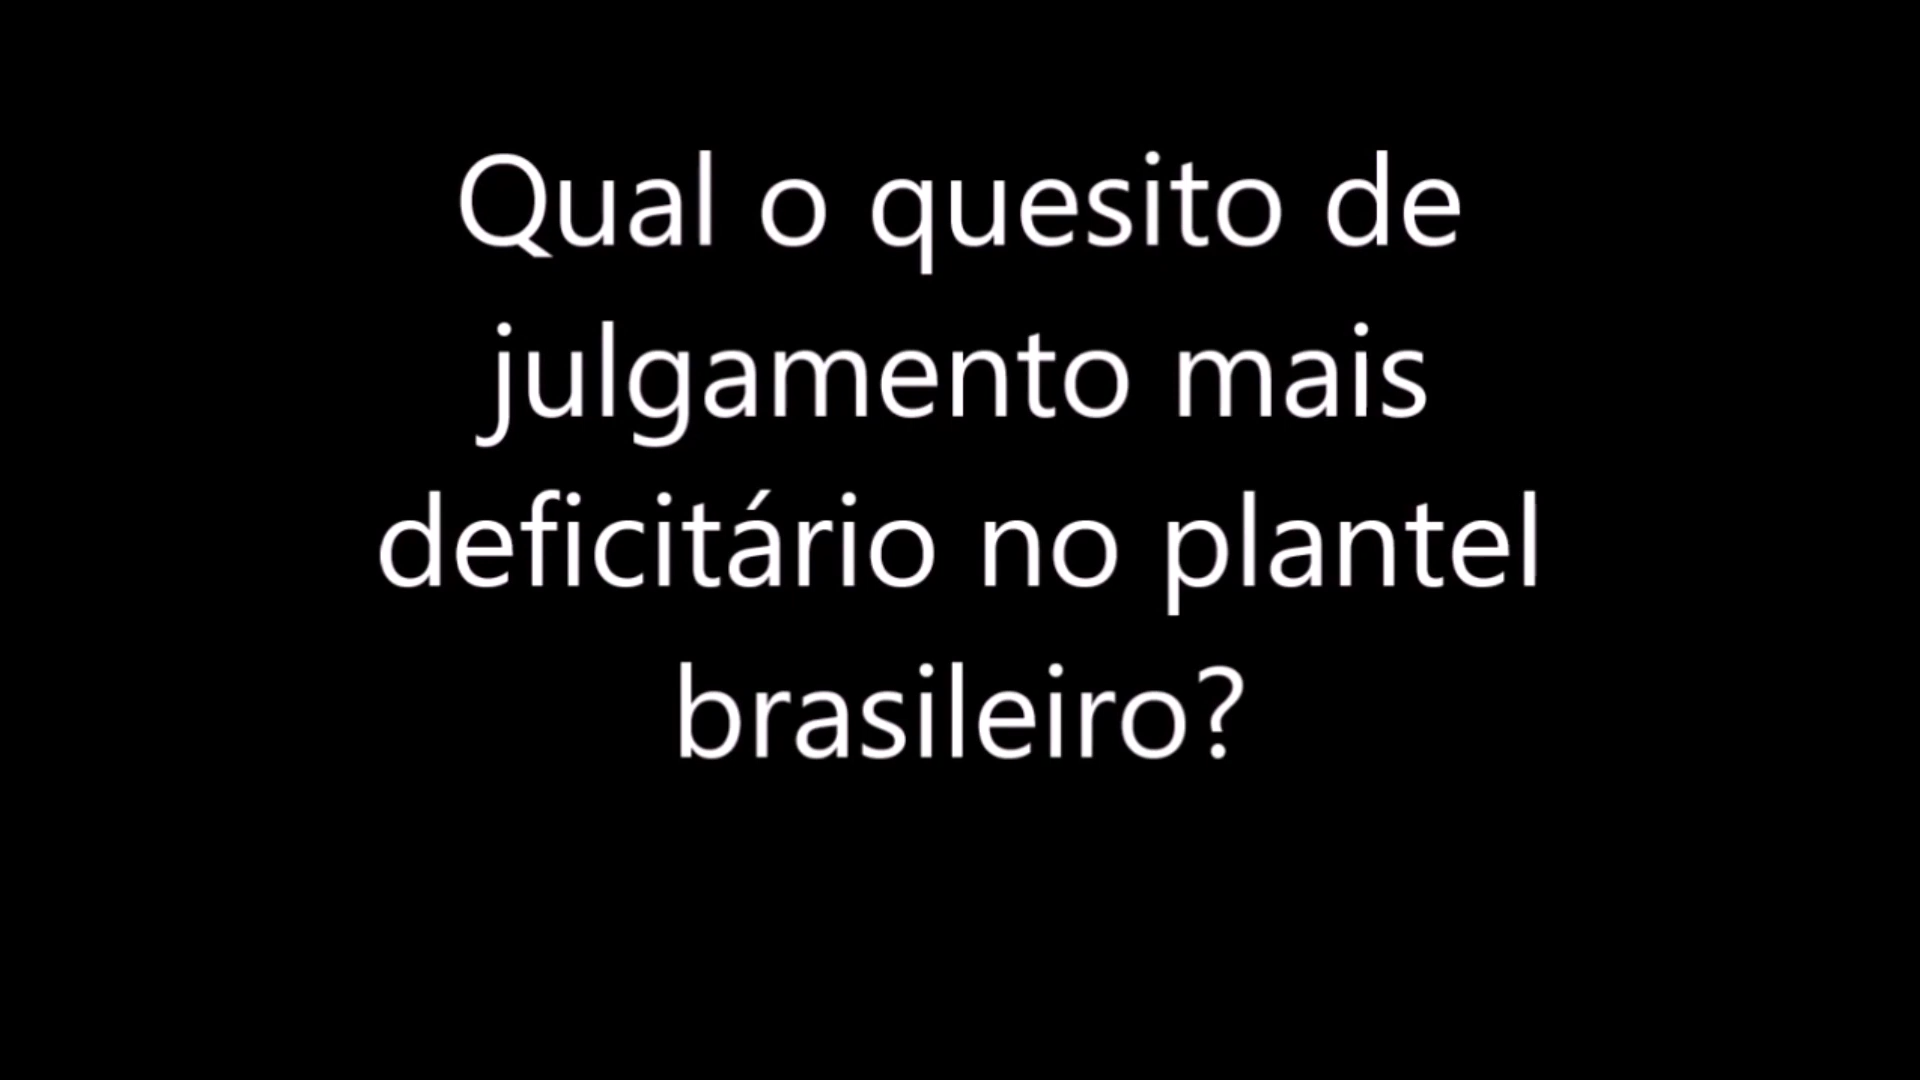 Qual o quesito de
julgamento mais
deficitário no plantel
brasileiro?